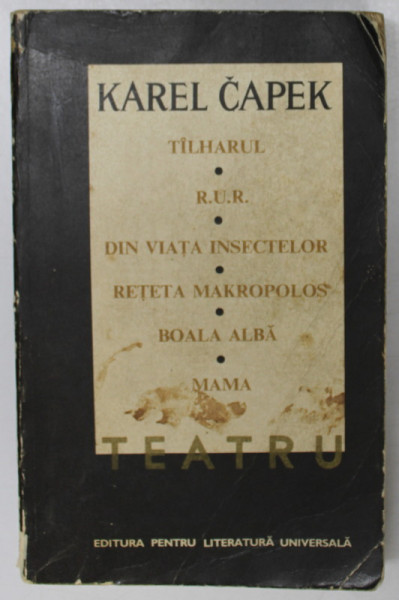 KAREL ČAPEK
TÎLHARUL
R.U.R.
DIN VIAȚA INSECTELOR
REȚETA MAKROPOLOS
BOALA ALBĂ
MAMA
TEATRU
EDITURA PENTRU LITERATURĂ UNIVERSALĂ